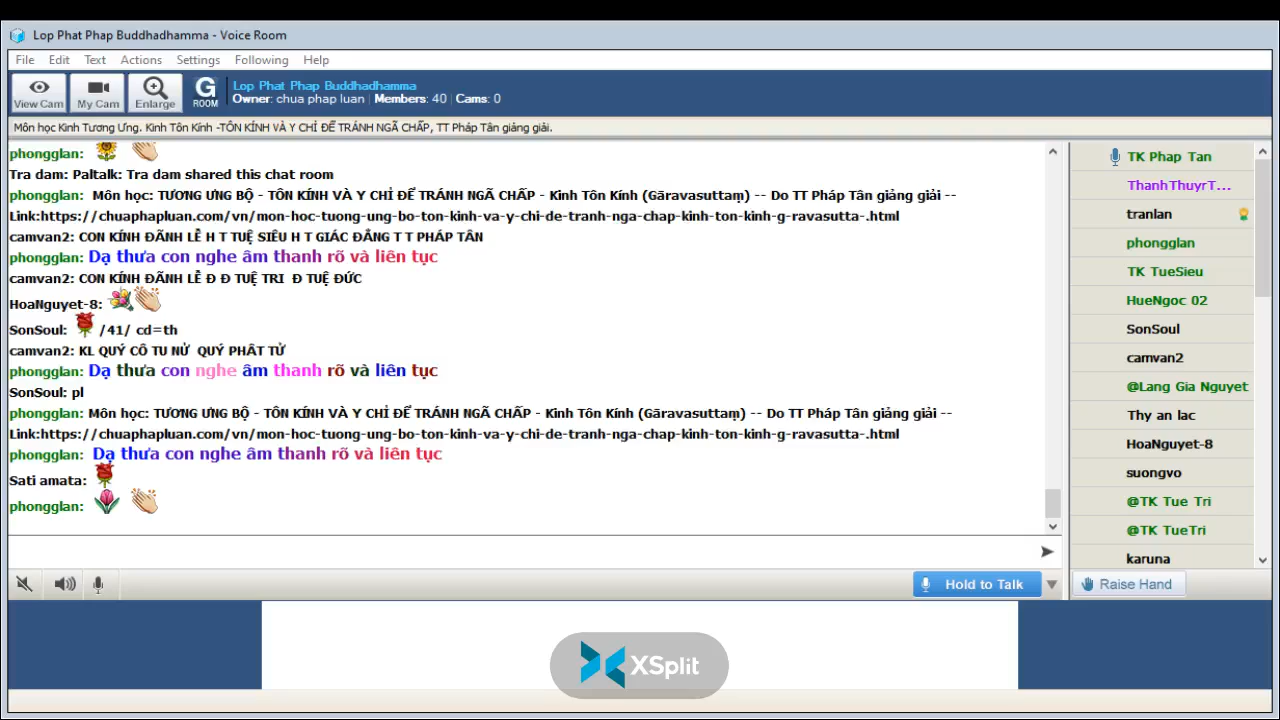 Lop Phat Phap Buddhadhamma - Voice Room
File Edit Text Actions Settings Following Help
View Cam My Cam Enlarge G ROOM
Lop Phat Phap Buddhadhamma
Owner: chua phap luan | Members: 40 | Cams: 0
Môn học Kinh Tương Ưng. Kinh Tôn Kính -TÔN KÍNH VÀ Y CHỈ ĐỂ TRÁNH NGÃ CHẤP, TT Pháp Tân giảng giải.
phongglan:
Tra dam: Paltalk: Tra dam shared this chat room
phongglan: Môn học: TƯƠNG ƯNG BỘ - TÔN KÍNH VÀ Y CHỈ ĐỂ TRÁNH NGÃ CHẤP - Kinh Tôn Kính (Gāravasuttaṃ) -- Do TT Pháp Tân giảng giải --
Link:https://chuaphapluan.com/vn/mon-hoc-tuong-ung-bo-ton-kinh-va-y-chi-de-tranh-nga-chap-kinh-ton-kinh-g-ravasutta-.html
camvan2: CON KÍNH ĐÃNH LỄ H T TUỆ SIÊU H T GIÁC ĐẲNG T T PHÁP TÂN
phongglan: Dạ thưa con nghe âm thanh rõ và liên tục
camvan2: CON KÍNH ĐÃNH LỄ Đ Đ TUỆ TRI Đ TUỆ ĐỨC
HoaNguyet-8:
SonSoul: /41/ cd=th
camvan2: KL QUÝ CÔ TU NỬ QUÝ PHÂT TỬ
phongglan: Dạ thưa con nghe âm thanh rõ và liên tục
SonSoul: pl
phongglan: Môn học: TƯƠNG ƯNG BỘ - TÔN KÍNH VÀ Y CHỈ ĐỂ TRÁNH NGÃ CHẤP - Kinh Tôn Kính (Gāravasuttaṃ) -- Do TT Pháp Tân giảng giải --
Link:https://chuaphapluan.com/vn/mon-hoc-tuong-ung-bo-ton-kinh-va-y-chi-de-tranh-nga-chap-kinh-ton-kinh-g-ravasutta-.html
phongglan: Dạ thưa con nghe âm thanh rõ và liên tục
Sati amata:
phongglan:
TK Phap Tan
ThanhThuyrT...
tranlan
phongglan
TK TueSieu
HueNgoc 02
SonSoul
camvan2
@Lang Gia Nguyet
Thy an lac
HoaNguyet-8
suongvo
@TK Tue Tri
@TK TueTri
karuna
Hold to Talk
Raise Hand
XSplit